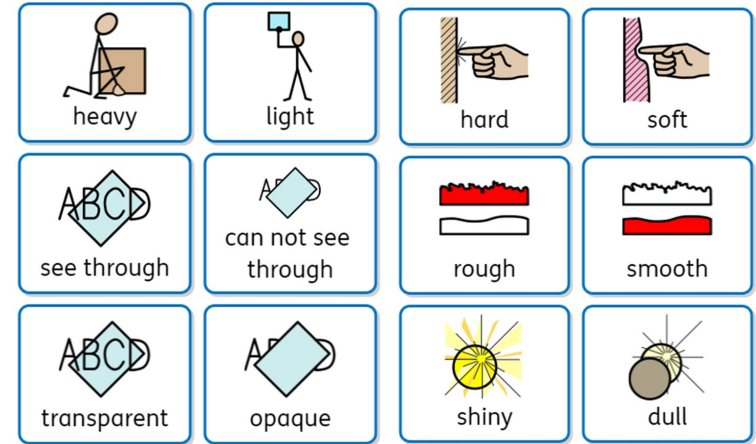 heavy
light
hard
soft
ABCD
see through
A D
can not see
through
rough
smooth
ABCD
transparent
A D
opaque
shiny
dull